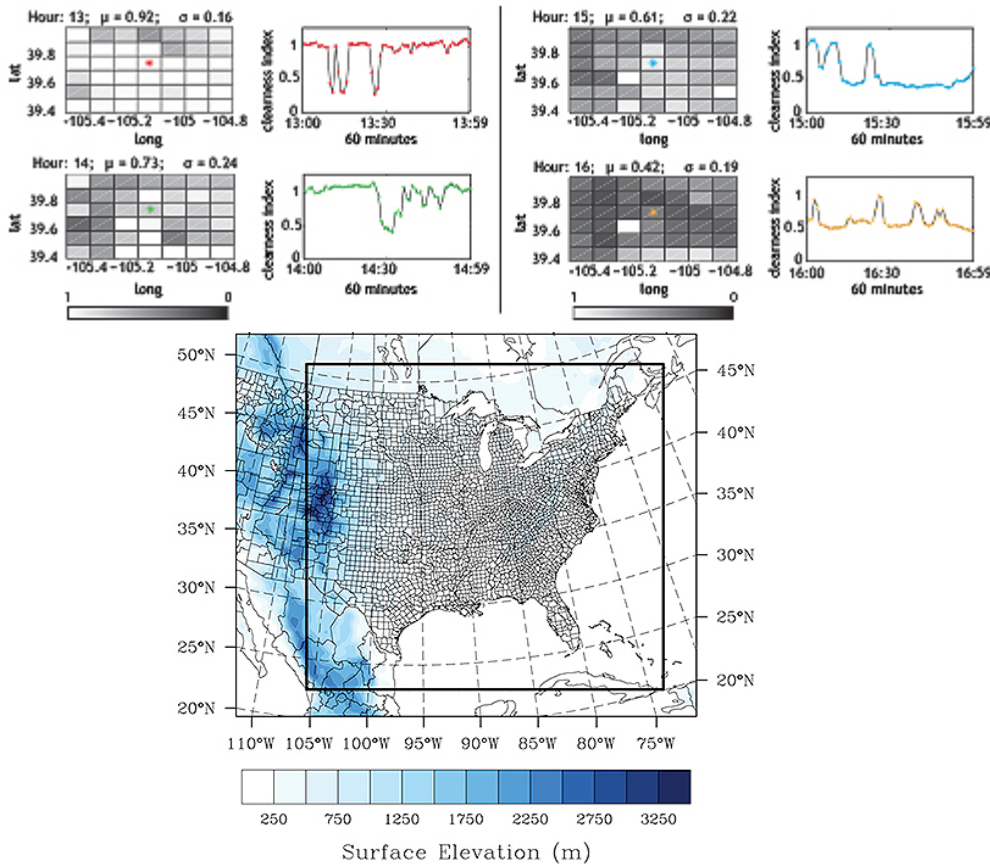 Hour: 13; μ = 0.92; σ = 0.16
39.8
39.6
39.4
lat
-105.4 -105.2 -105 -104.8
long
clearness index
1
0.5
0
13:00 13:30 13:59
60 minutes
Hour: 14; μ = 0.73; σ = 0.24
39.8
39.6
39.4
lat
-105.4 -105.2 -105 -104.8
long
1 0
clearness index
1
0.5
0
14:00 14:30 14:59
60 minutes
Hour: 15; μ = 0.61; σ = 0.22
39.8
39.6
39.4
lat
-105.4 -105.2 -105 -104.8
long
clearness index
1
0.5
0
15:00 15:30 15:59
60 minutes
Hour: 16; μ = 0.42; σ = 0.19
39.8
39.6
39.4
lat
-105.4 -105.2 -105 -104.8
long
1 0
clearness index
1
0.5
0
16:00 16:30 16:59
60 minutes
50°N
45°N
40°N
35°N
30°N
25°N
20°N
45°N
40°N
35°N
30°N
25°N
20°N
110°W 105°W 100°W 95°W 90°W 85°W 80°W 75°W
250 750 1250 1750 2250 2750 3250
Surface Elevation (m)